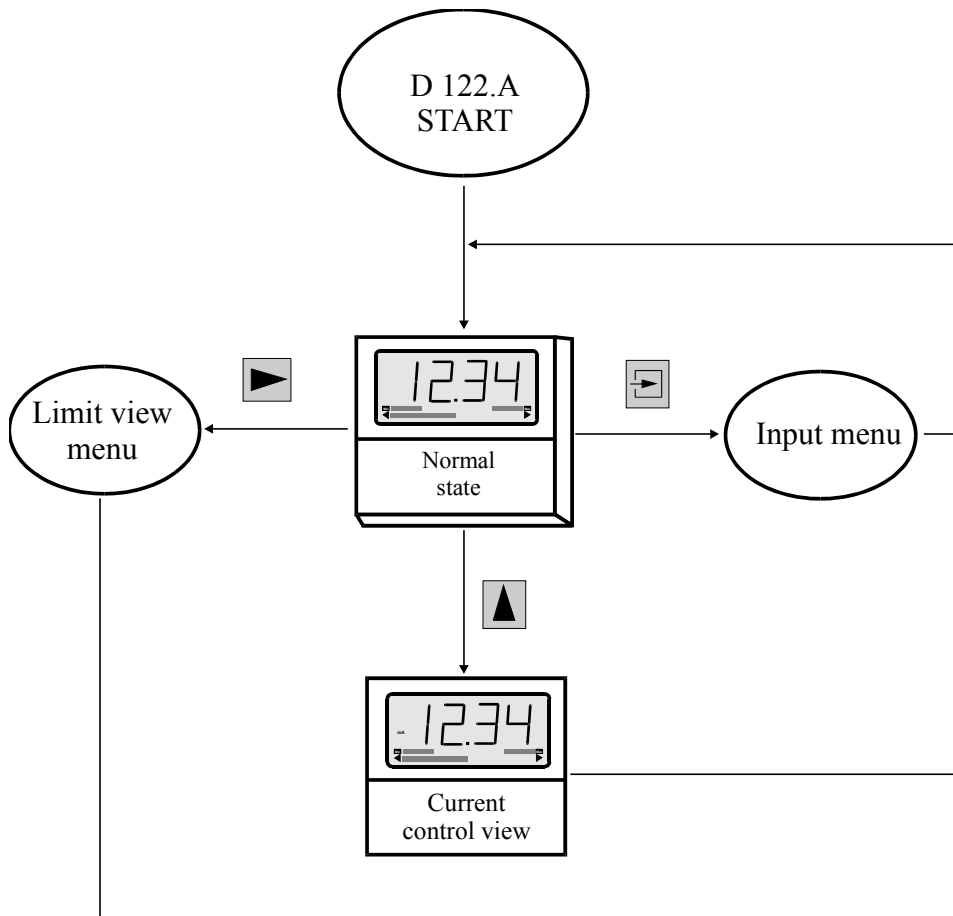 D 122.A
START
12.34
Limit view
menu
Normal
state
Input menu
mA
12.34
Current
control view